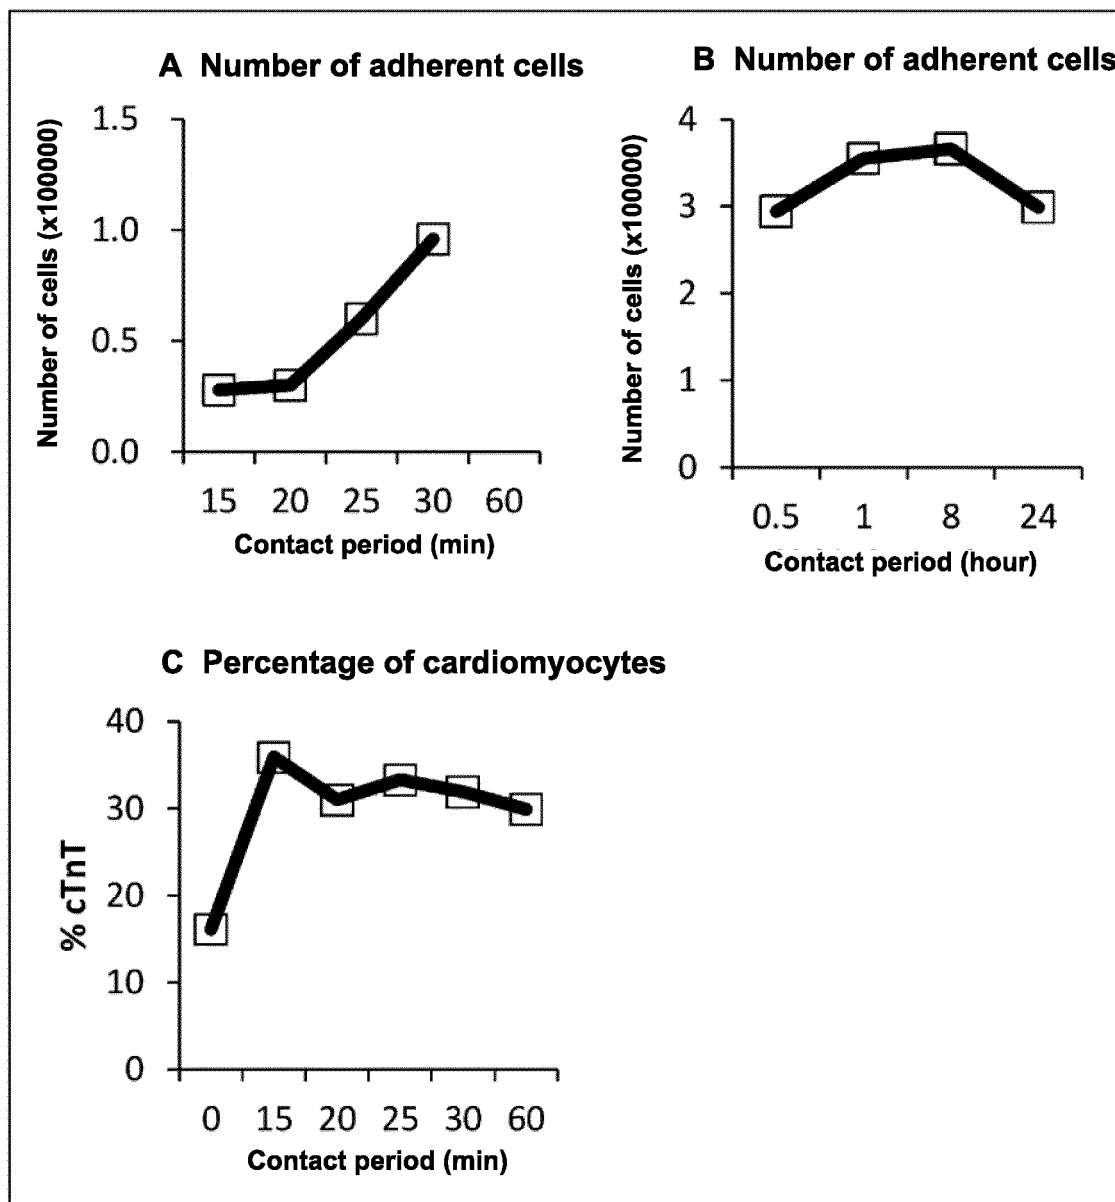 A Number of adherent cells
Number of cells (x100000)
1.5
1.0
0.5
0.0
15 20 25 30 60
Contact period (min)
B Number of adherent cells
Number of cells (x1000000)
4
3
2
1
0
0.5 1 8 24
Contact period (hour)
C Percentage of cardiomyocytes
% cTnT
40
30
20
10
0
0 15 20 25 30 60
Contact period (min)